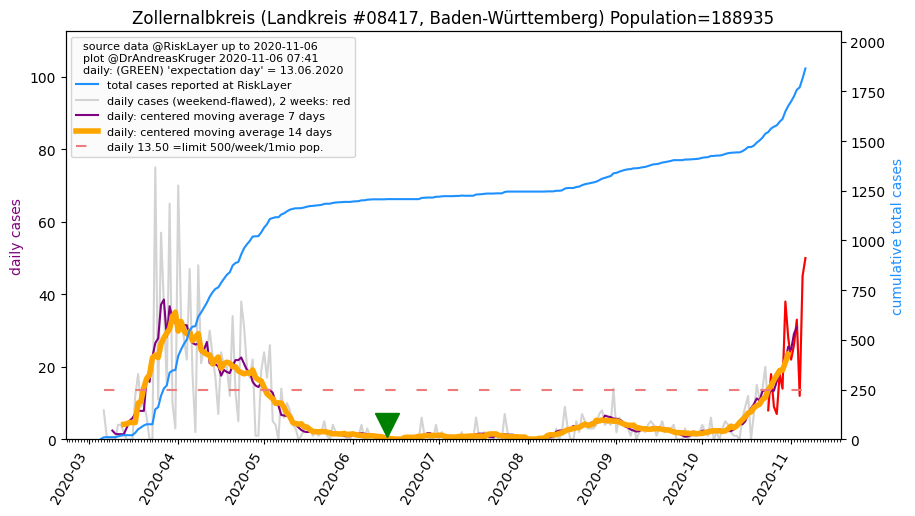 Zollernalbkreis (Landkreis #08417, Baden-Württemberg) Population=188935
source data @RiskLayer up to 2020-11-06
plot @DrAndreasKruger 2020-11-06 07:41
daily: (GREEN) 'expectation day' = 13.06.2020
total cases reported at RiskLayer
daily cases (weekend-flawed), 2 weeks: red
daily: centered moving average 7 days
daily: centered moving average 14 days
daily 13.50 =limit 500/week/1mio pop.
daily cases
100
80
60
40
20
0
cumulative total cases
2000
1750
1500
1250
1000
750
500
250
0
2020-03
2020-04
2020-05
2020-06
2020-07
2020-08
2020-09
2020-10
2020-11